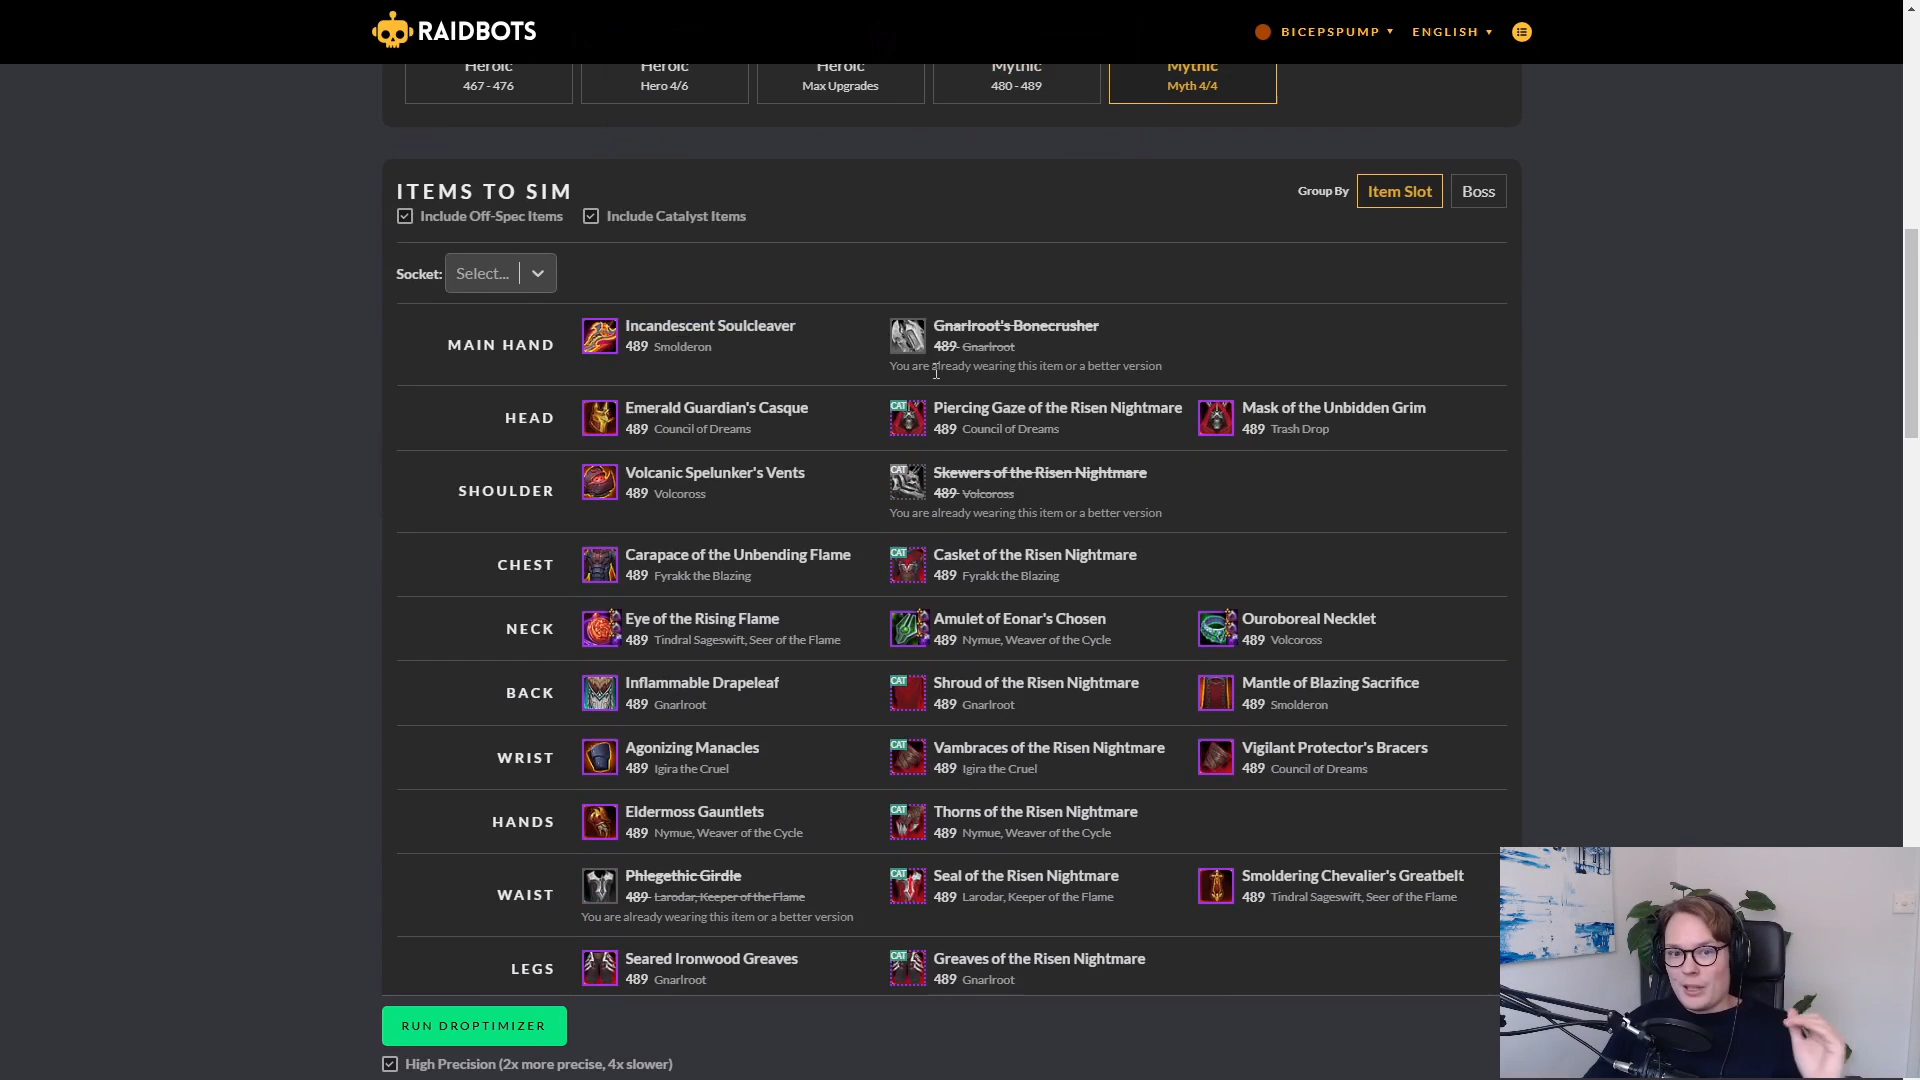 RAIDBOTS
BICEPSPUMP
ENGLISH
Heroic
467 - 476
Heroic
Hero 4/6
Heroic
Max Upgrades
Mythic
480 - 489
Mythic
Myth 4/4
ITEMS TO SIM
Group By
Item Slot
Boss
Include Off-Spec Items
Include Catalyst Items
Socket:
Select...
MAIN HAND
Incandescent Soulcleaver
489 Smolderon
Gnarlroot's Bonecrusher
489 Gnarlroot
You are already wearing this item or a better version
HEAD
Emerald Guardian's Casque
489 Council of Dreams
CAT
Piercing Gaze of the Risen Nightmare
489 Council of Dreams
Mask of the Unbidden Grim
489 Trash Drop
SHOULDER
Volcanic Spelunker's Vents
489 Volcoross
CAT
Skewers of the Risen Nightmare
489 Volcoross
You are already wearing this item or a better version
CHEST
Carapace of the Unbending Flame
489 Fyrakk the Blazing
CAT
Casket of the Risen Nightmare
489 Fyrakk the Blazing
NECK
Eye of the Rising Flame
489 Tindral Sageswift, Seer of the Flame
Amulet of Eonar's Chosen
489 Nymue, Weaver of the Cycle
Ouroboreal Necklet
489 Volcoross
BACK
Inflammable Drapeleaf
489 Gnarlroot
CAT
Shroud of the Risen Nightmare
489 Gnarlroot
Mantle of Blazing Sacrifice
489 Smolderon
WRIST
Agonizing Manacles
489 Igira the Cruel
CAT
Vambraces of the Risen Nightmare
489 Igira the Cruel
Vigilant Protector's Bracers
489 Council of Dreams
HANDS
Eldermoss Gauntlets
489 Nymue, Weaver of the Cycle
CAT
Thorns of the Risen Nightmare
489 Nymue, Weaver of the Cycle
WAIST
Phlegethic Girdle
489 Larodar, Keeper of the Flame
You are already wearing this item or a better version
CAT
Seal of the Risen Nightmare
489 Larodar, Keeper of the Flame
Smoldering Chevalier's Greatbelt
489 Tindral Sageswift, Seer of the Flame
LEGS
Seared Ironwood Greaves
489 Gnarlroot
CAT
Greaves of the Risen Nightmare
489 Gnarlroot
RUN DROPTIMIZER
High Precision (2x more precise, 4x slower)